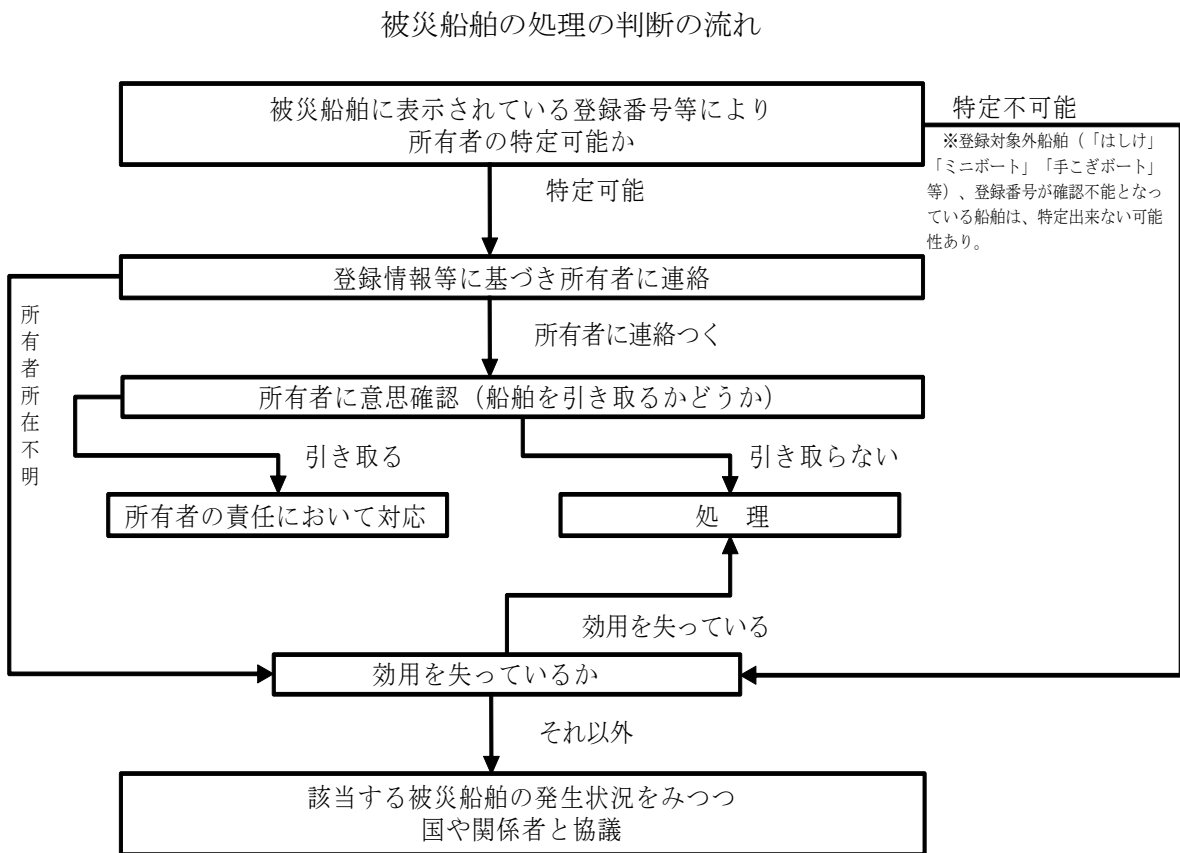 被災船舶の処理の判断の流れ
被災船舶に表示されている登録番号等により
所有者の特定可能か
特定不可能
※登録対象外船舶（「はしけ」
「ミニボート」「手こぎボート」
等）、登録番号が確認不能となっ
ている船舶は、特定出来ない可能
性あり。
特定可能
登録情報等に基づき所有者に連絡
所有者所在不明
所有者に連絡つく
所有者に意思確認（船舶を引き取るかどうか）
引き取る
引き取らない
所有者の責任において対応
処　理
効用を失っている
効用を失っているか
それ以外
該当する被災船舶の発生状況をみつつ
国や関係者と協議